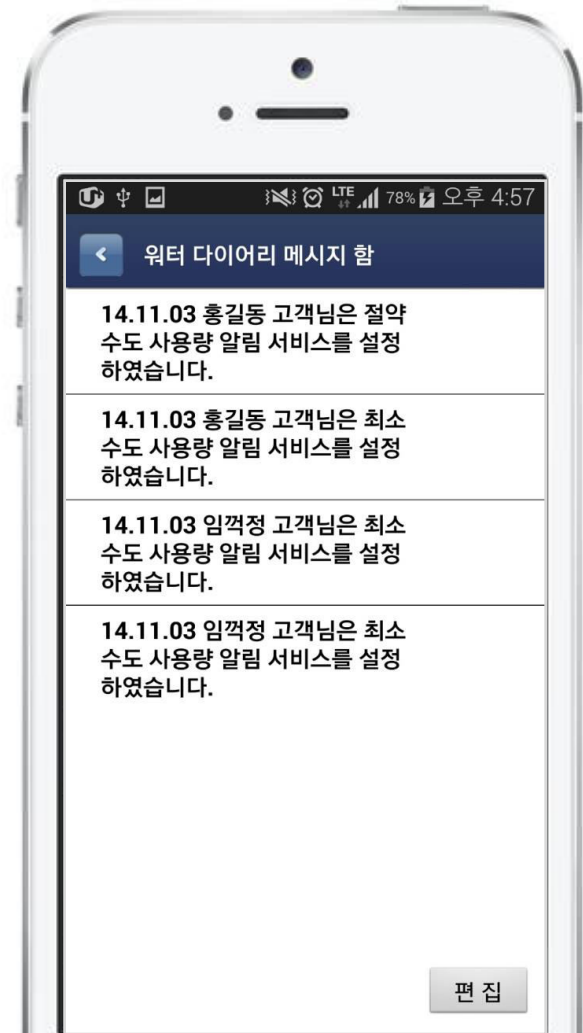 LTE 78% 오후 4:57
워터 다이어리 메시지 함
14.11.03 홍길동 고객님은 절약
수도 사용량 알림 서비스를 설정
하였습니다.
14.11.03 홍길동 고객님은 최소
수도 사용량 알림 서비스를 설정
하였습니다.
14.11.03 임꺽정 고객님은 최소
수도 사용량 알림 서비스를 설정
하였습니다.
14.11.03 임꺽정 고객님은 최소
수도 사용량 알림 서비스를 설정
하였습니다.
편 집